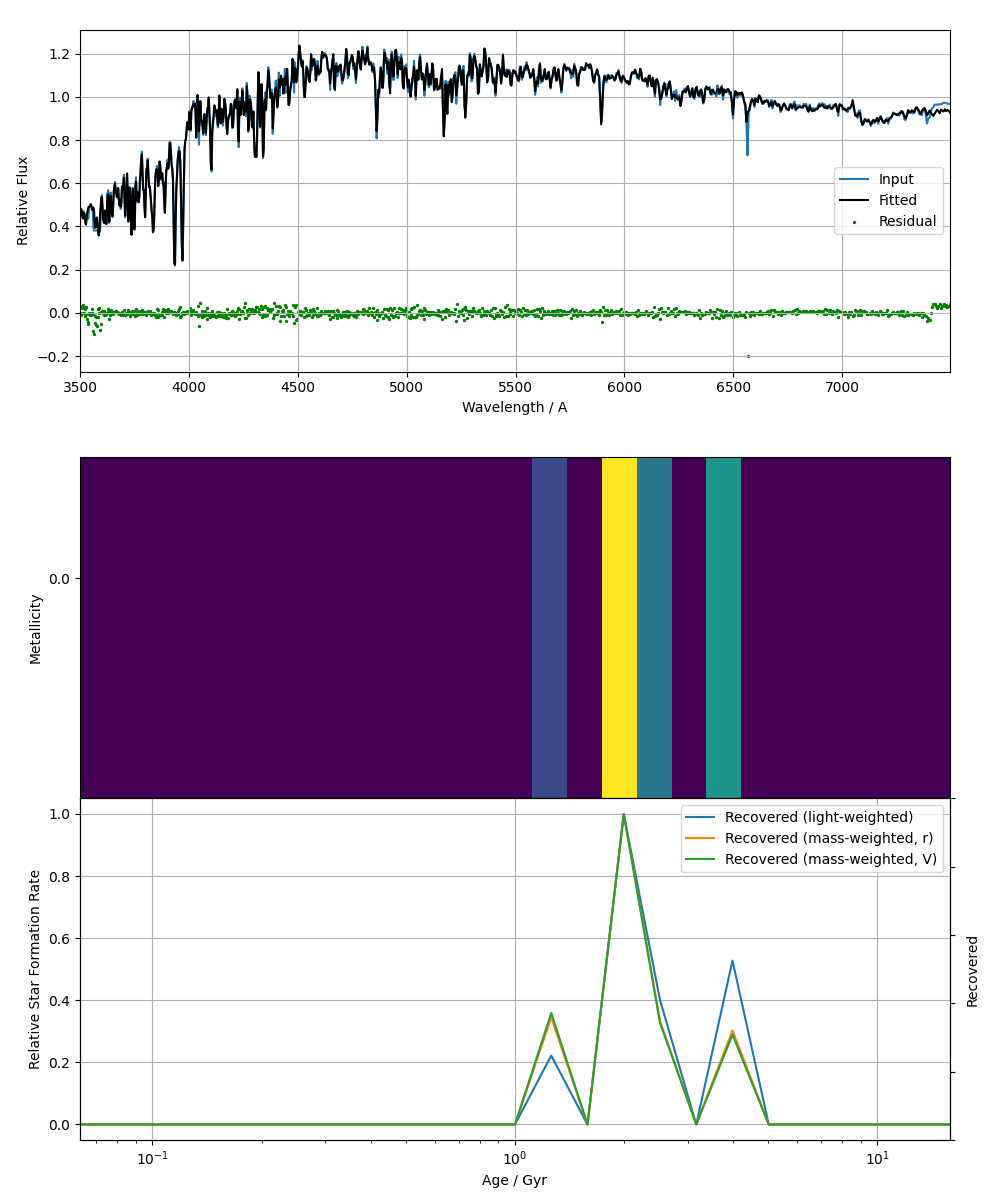 1.2
1.0
0.8
0.6
0.4
0.2
0.0
−0.2
Relative Flux
Input
Fitted
Residual
3500 4000 4500 5000 5500 6000 6500 7000
Wavelength / A
0.0
Metallicity
1.0
0.8
0.6
0.4
0.2
0.0
Relative Star Formation Rate
Recovered (light-weighted)
Recovered (mass-weighted, r)
Recovered (mass-weighted, V)
Recovered
10⁻¹ 10⁰ 10¹
Age / Gyr